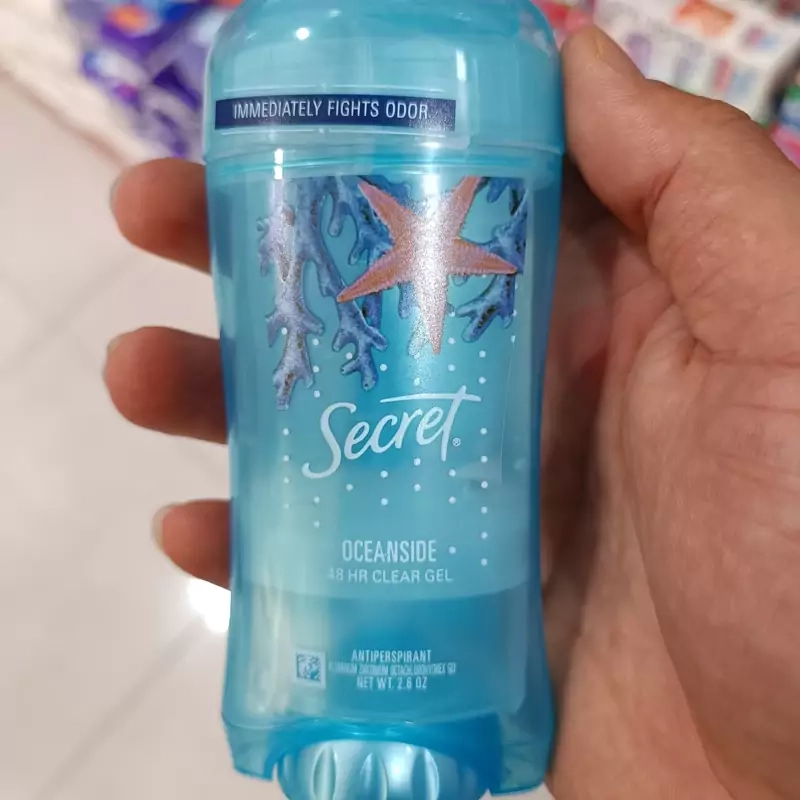 IMMEDIATELY FIGHTS ODOR
Secret®
OCEANSIDE
48 HR CLEAR GEL
ANTIPERSPIRANT
NET WT. 2.6 OZ